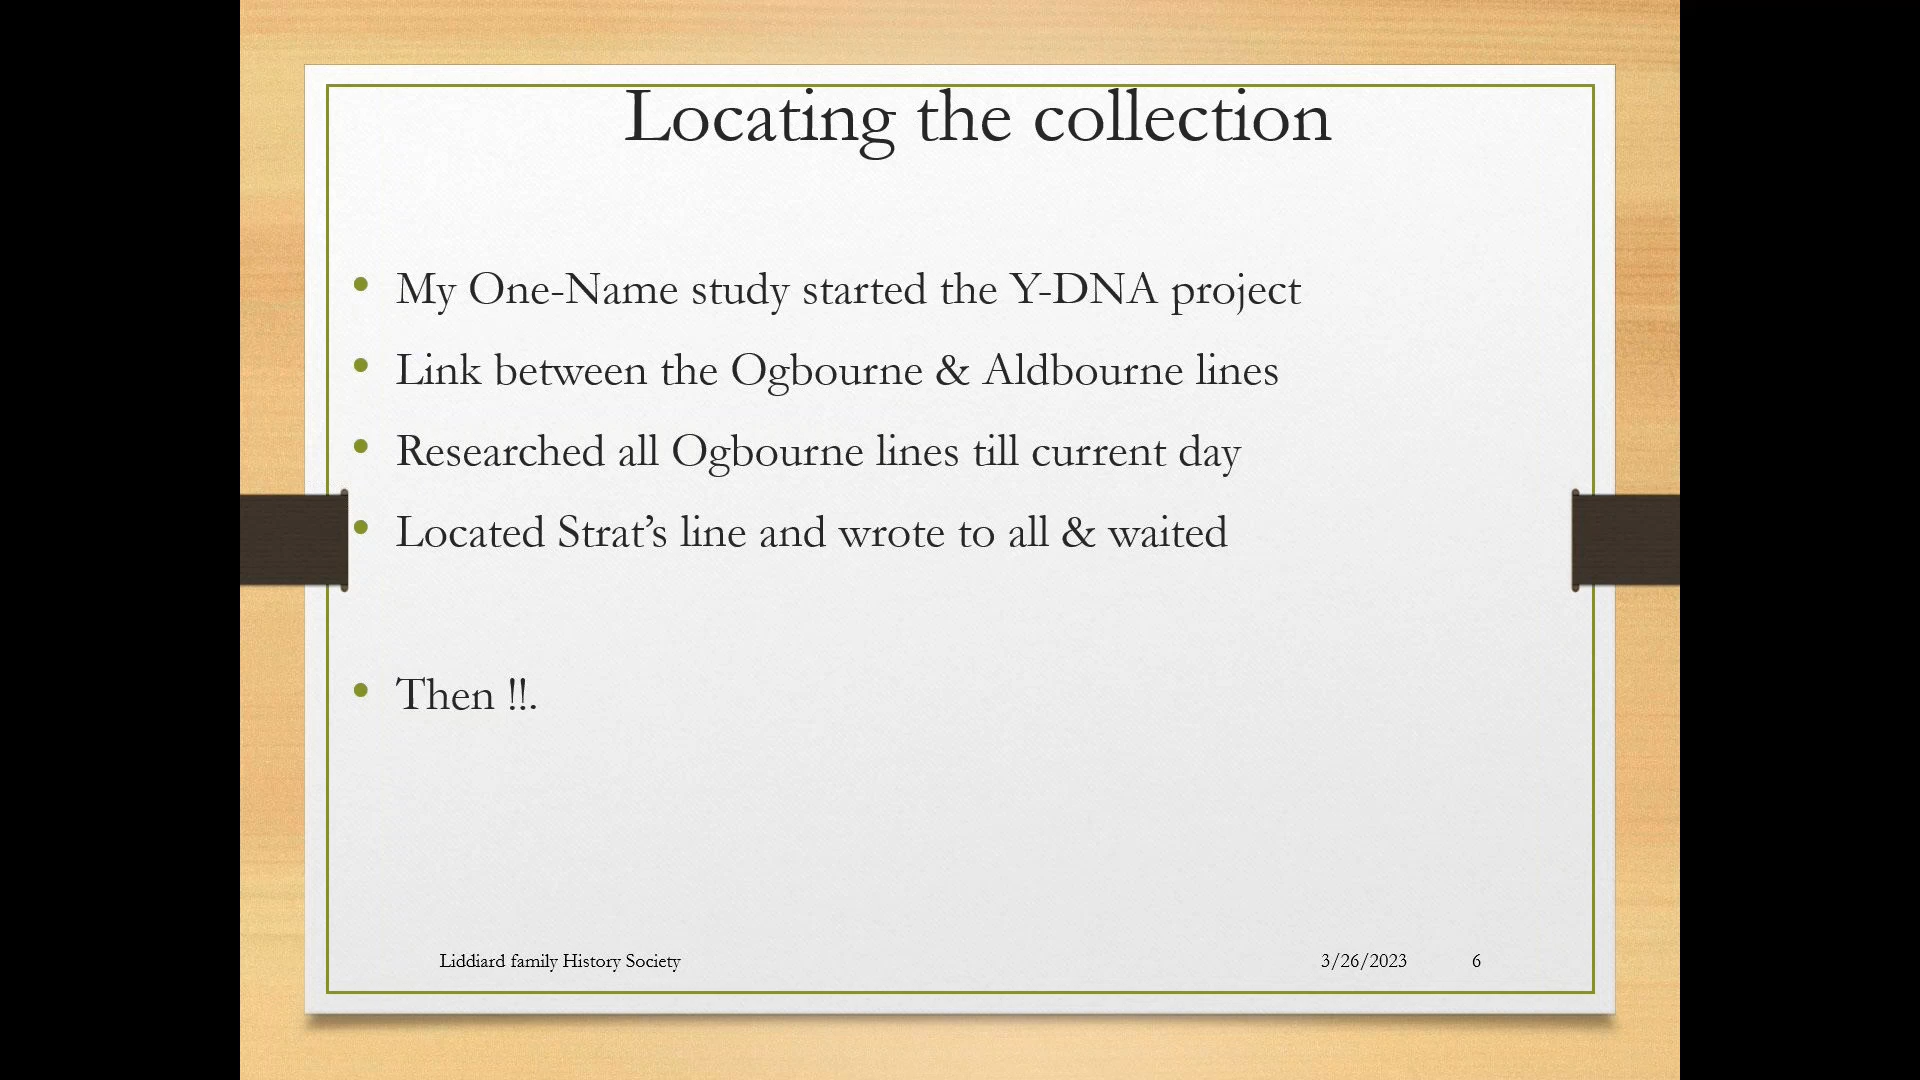 Locating the collection
• My One-Name study started the Y-DNA project
• Link between the Ogbourne & Aldbourne lines
• Researched all Ogbourne lines till current day
• Located Strat’s line and wrote to all & waited
• Then !!.
Liddiard family History Society 3/26/2023 6